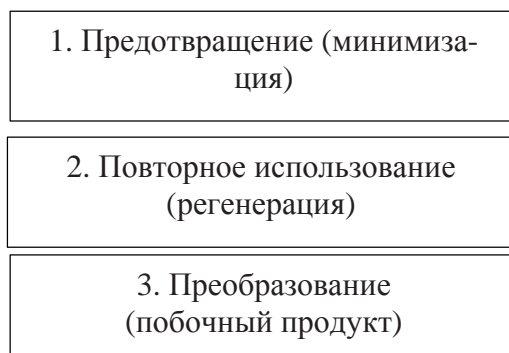 1. Предотвращение (минимиза-
ция)
2. Повторное использование
(регенерация)
3. Преобразование
(побочный продукт)